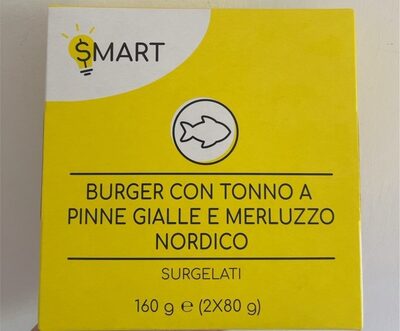 SMART
BURGER CON TONNO A
PINNE GIALLE E MERLUZZO
NORDICO
SURGELATI
160 g ℮ (2X80 g)